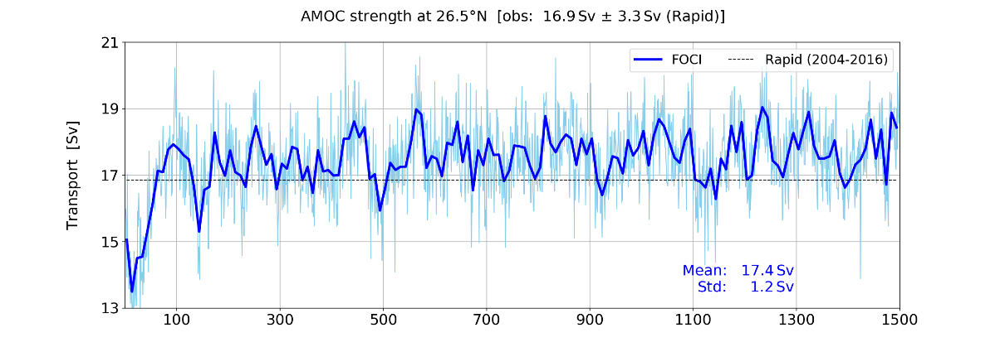 AMOC strength at 26.5°N [obs: 16.9 Sv ± 3.3 Sv (Rapid)]
21
FOCI
Rapid (2004-2016)
19
17
15
13
Transport [Sv]
Mean: 17.4 Sv
Std: 1.2 Sv
100 300 500 700 900 1100 1300 1500